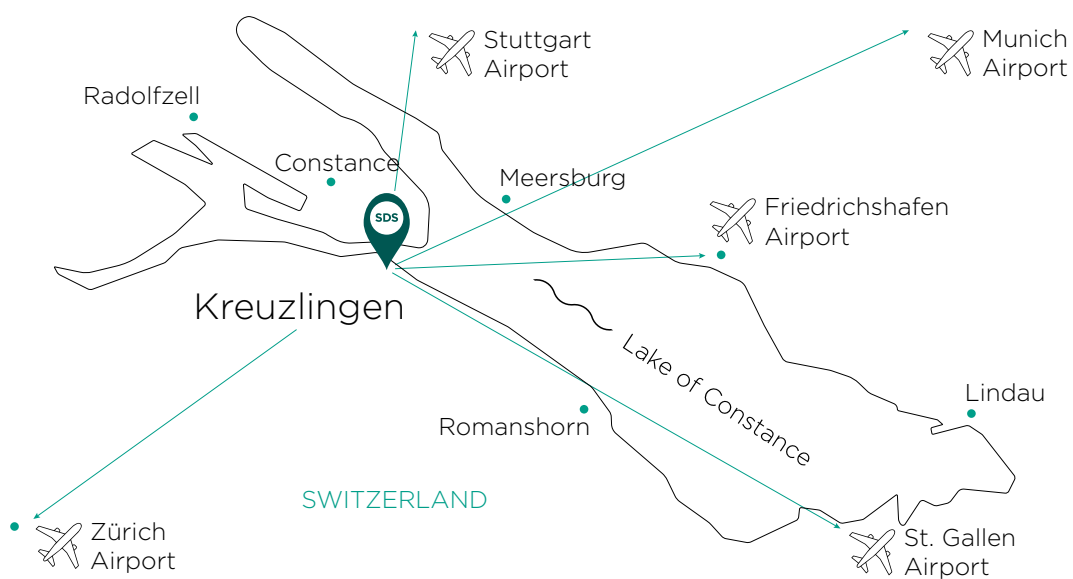 Stuttgart
Airport
Munich
Airport
Radolfzell
Constance
Meersburg
SDS
Friedrichshafen
Airport
Kreuzlingen
Lake of Constance
Lindau
Romanshorn
SWITZERLAND
Zürich
Airport
St. Gallen
Airport